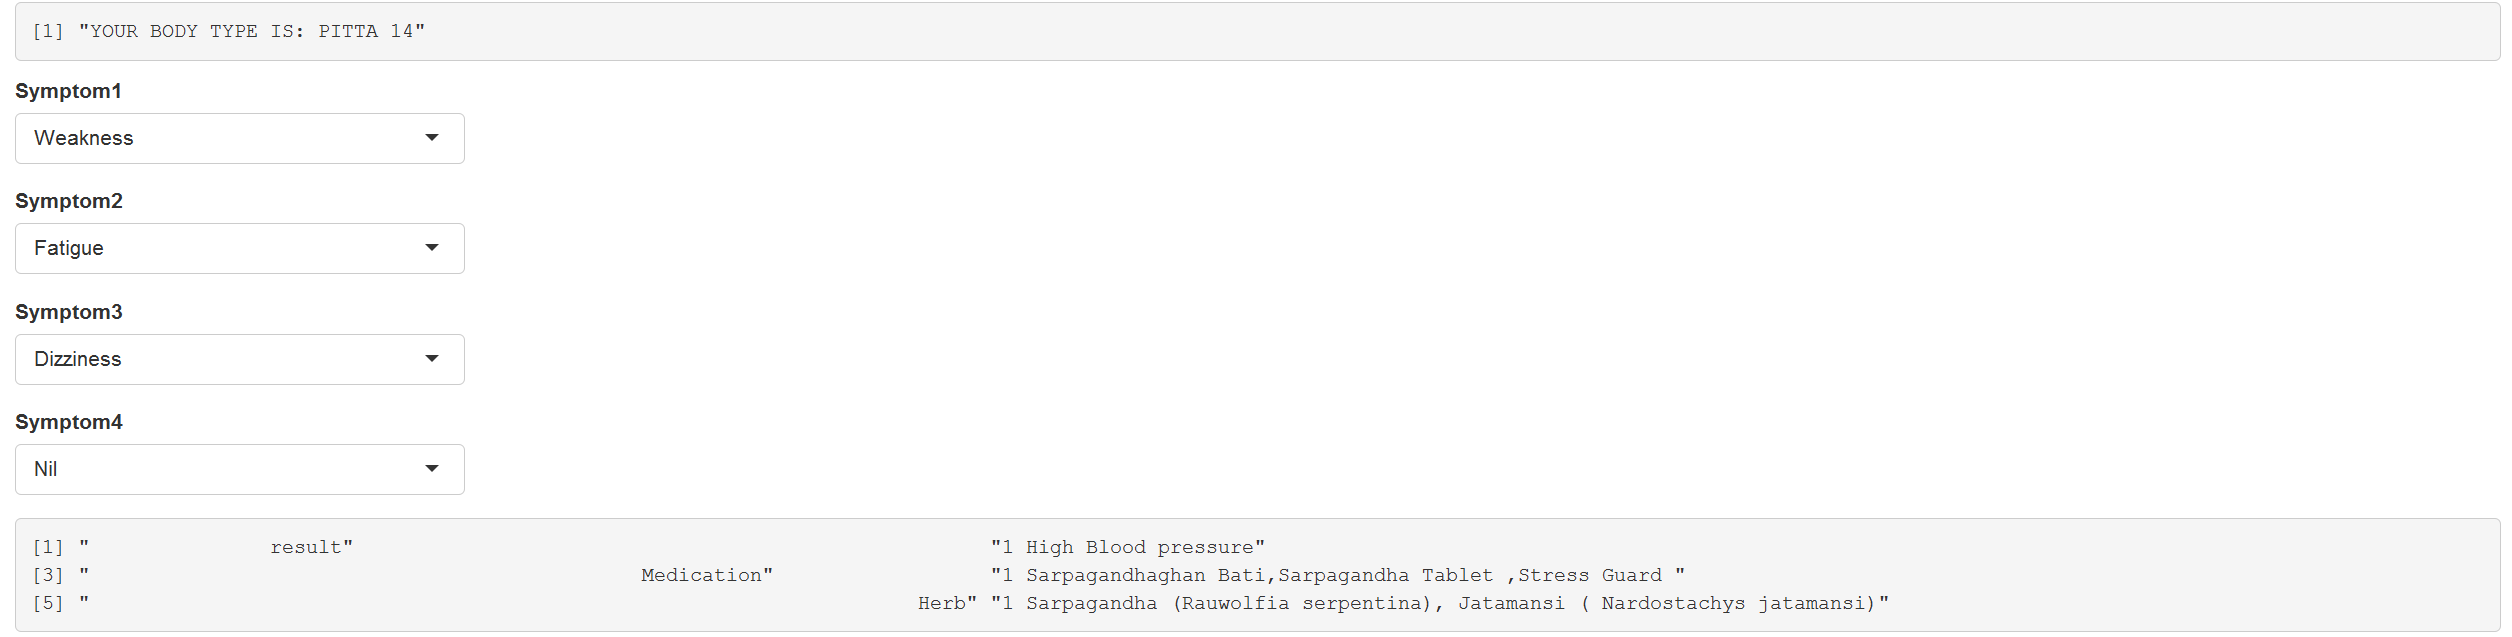 [1] "YOUR BODY TYPE IS: PITTA 14"
Symptom1
Weakness
Symptom2
Fatigue
Symptom3
Dizziness
Symptom4
Nil
[1] "               result"                                                     "1 High Blood pressure"
[3] "                                              Medication"                  "1 Sarpagandhaghan Bati,Sarpagandha Tablet ,Stress Guard "
[5] "                                                                     Herb" "1 Sarpagandha (Rauwolfia serpentina), Jatamansi ( Nardostachys jatamansi)"